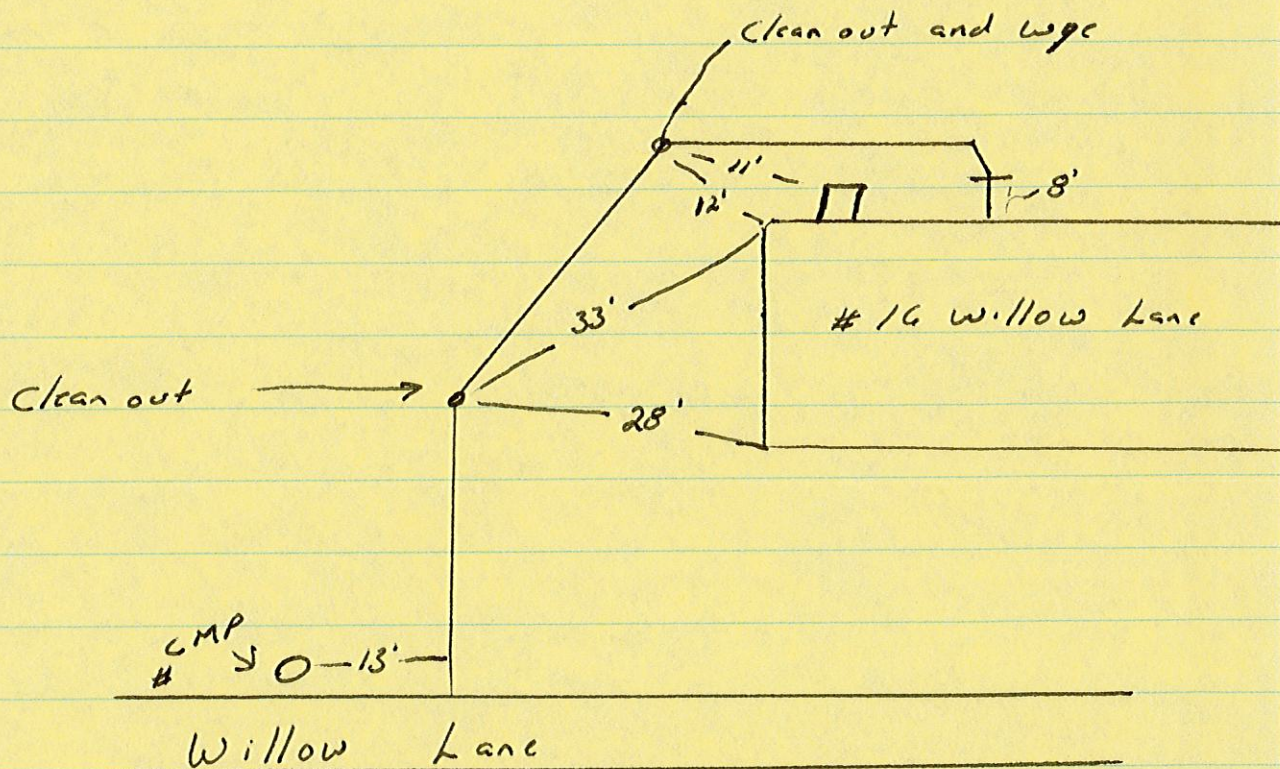 Clean out and wye
11'
12'
8'
33'
# 16 Willow Lane
Clean out
28'
CMP
#
13'
Willow Lane